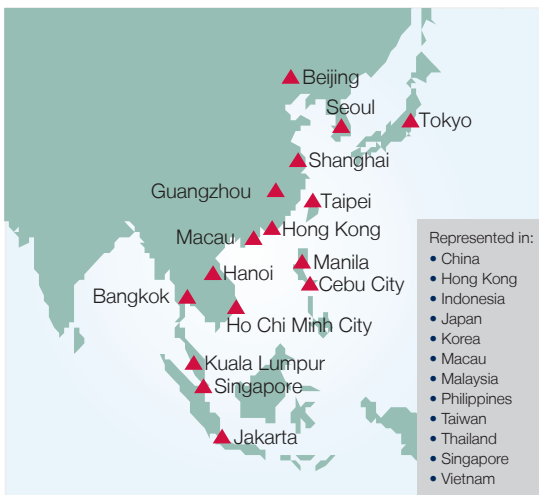 Beijing
Seoul
Tokyo
Shanghai
Guangzhou
Taipei
Hong Kong
Macau
Manila
Hanoi
Cebu City
Bangkok
Ho Chi Minh City
Kuala Lumpur
Singapore
Jakarta
Represented in:
• China
• Hong Kong
• Indonesia
• Japan
• Korea
• Macau
• Malaysia
• Philippines
• Taiwan
• Thailand
• Singapore
• Vietnam